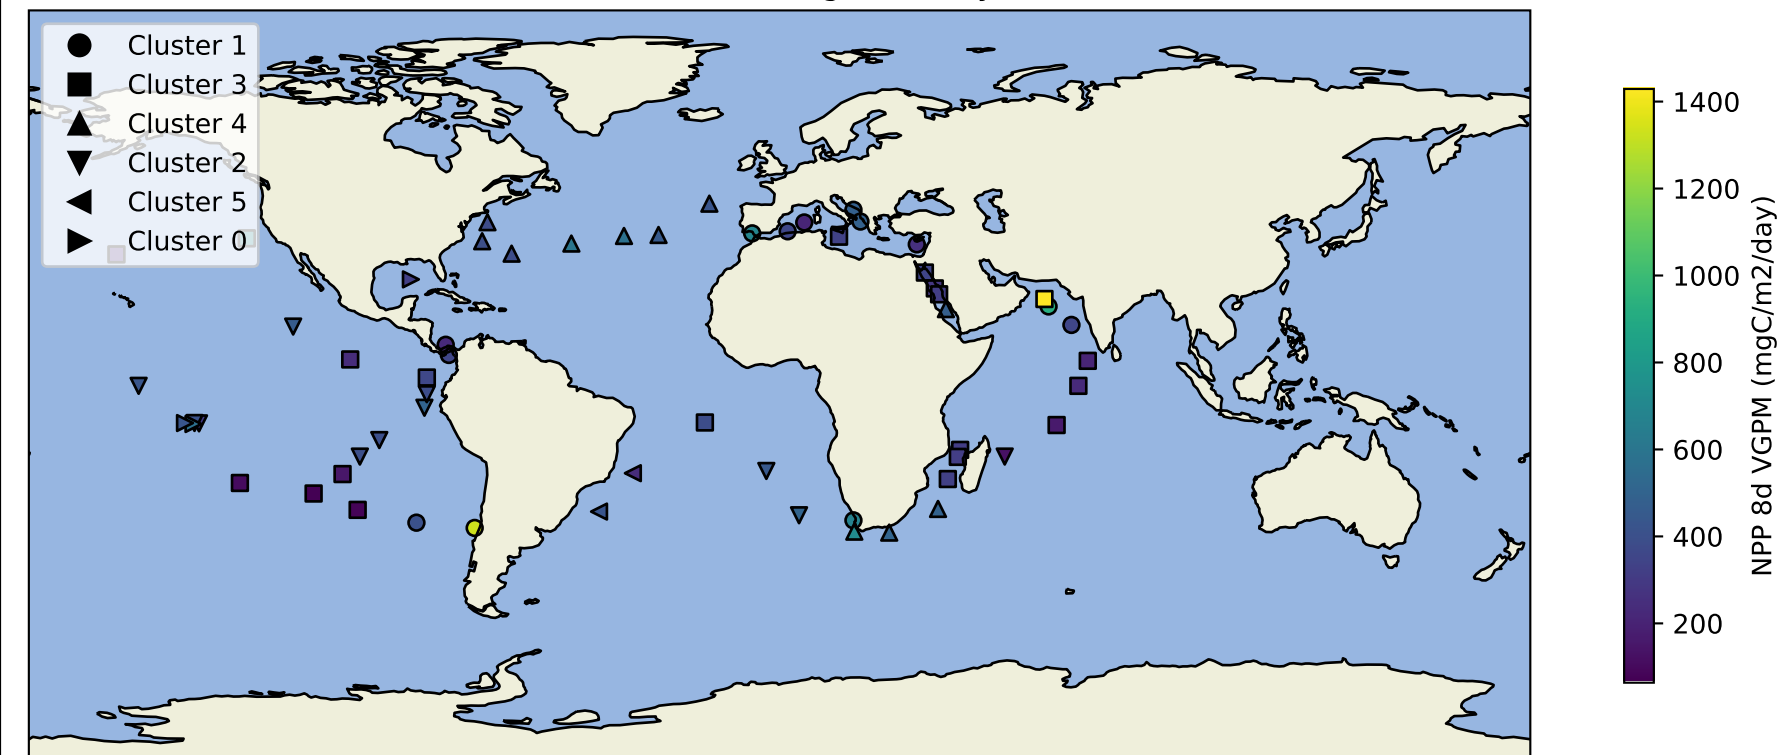 Cluster 1
Cluster 3
Cluster 4
Cluster 2
Cluster 5
Cluster 0
1400
1200
1000
800
600
400
200
NPP 8d VGPM (mgC/m2/day)